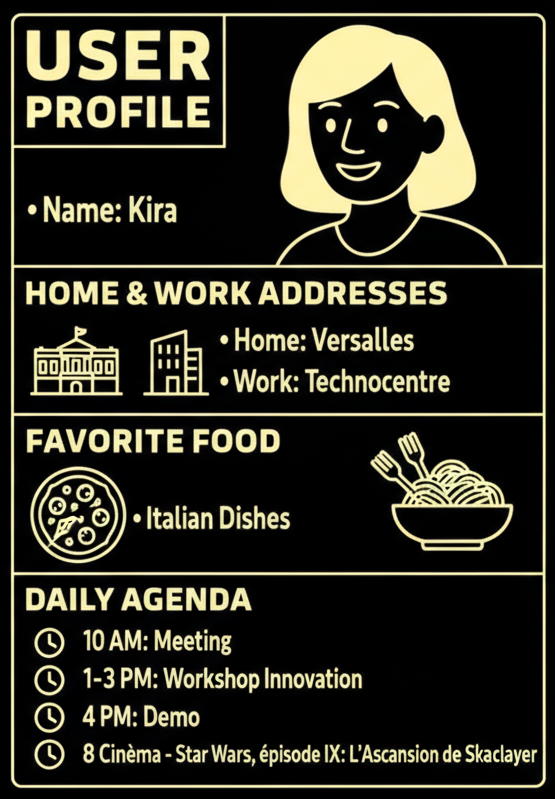 USER
PROFILE
• Name: Kira
HOME & WORK ADDRESSES
• Home: Versalles
• Work: Technocentre
FAVORITE FOOD
• Italian Dishes
DAILY AGENDA
10 AM: Meeting
1-3 PM: Workshop Innovation
4 PM: Demo
8 Cinèma - Star Wars, épisode IX: L'Ascansion de Skaclayer